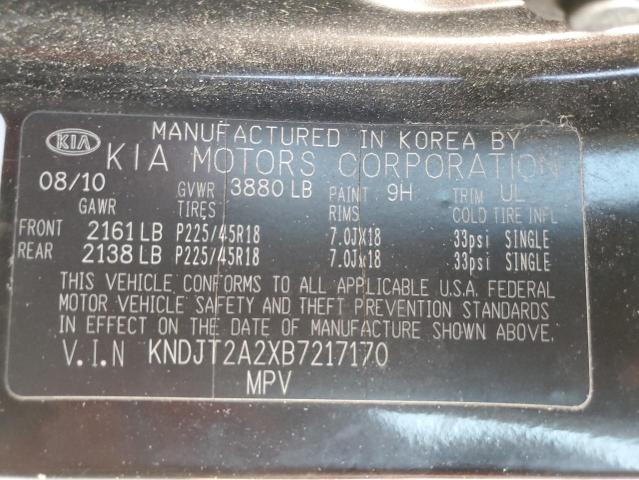 MANUFACTURED IN KOREA BY
KIA KIA MOTORS CORPORATION
08/10 GVWR 3880 LB PAINT 9H TRIM UL
GAWR TIRES RIMS COLD TIRE INFL
FRONT 2161 LB P225/45R18 7.0JX18 33psi SINGLE
REAR 2138 LB P225/45R18 7.0Jx18 33psi SINGLE
THIS VEHICLE CONFORMS TO ALL APPLICABLE U.S.A. FEDERAL
MOTOR VEHICLE SAFETY AND THEFT PREVENTION STANDARDS
IN EFFECT ON THE DATE OF MANUFACTURE SHOWN ABOVE.
V.I.N KNDJT2A2XB7217170
MPV